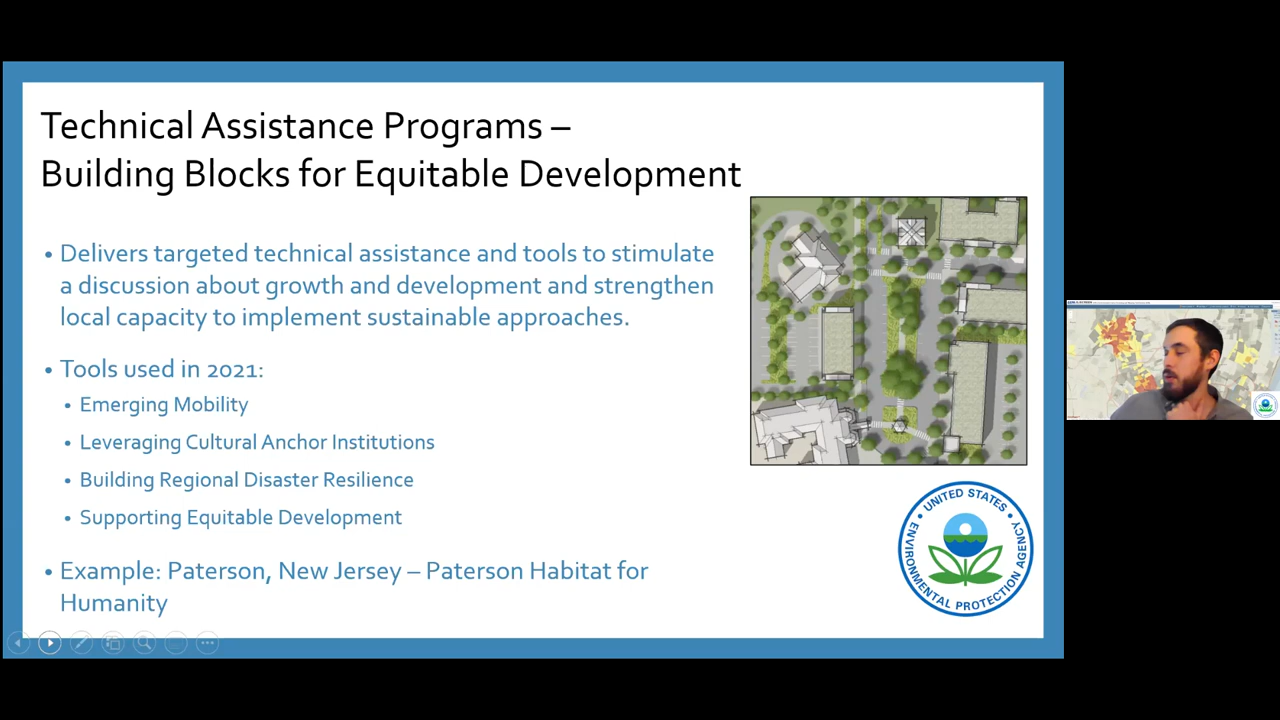 Technical Assistance Programs –
Building Blocks for Equitable Development
• Delivers targeted technical assistance and tools to stimulate
a discussion about growth and development and strengthen
local capacity to implement sustainable approaches.
• Tools used in 2021:
• Emerging Mobility
• Leveraging Cultural Anchor Institutions
• Building Regional Disaster Resilience
• Supporting Equitable Development
• Example: Paterson, New Jersey – Paterson Habitat for
Humanity
UNITED STATES
ENVIRONMENTAL PROTECTION AGENCY